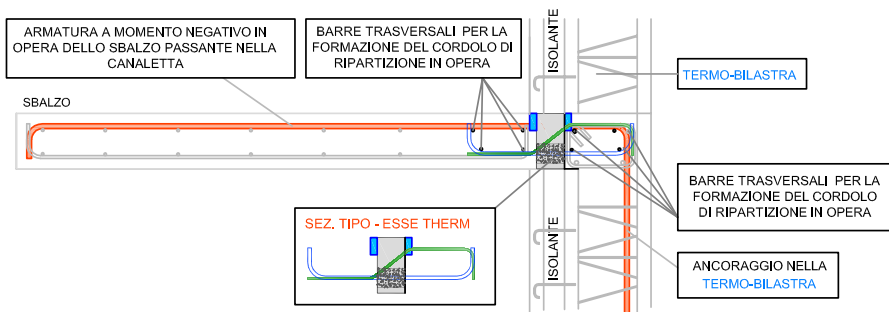 ARMATURA A MOMENTO NEGATIVO IN
OPERA DELLO SBALZO PASSANTE NELLA
CANALETTA
BARRE TRASVERSALI PER LA
FORMAZIONE DEL CORDOLO DI
RIPARTIZIONE IN OPERA
ISOLANTE
TERMO-BILASTRA
SBALZO
BARRE TRASVERSALI PER LA
FORMAZIONE DEL CORDOLO
DI RIPARTIZIONE IN OPERA
SEZ. TIPO - ESSE THERM
ISOLANTE
ANCORAGGIO NELLA
TERMO-BILASTRA